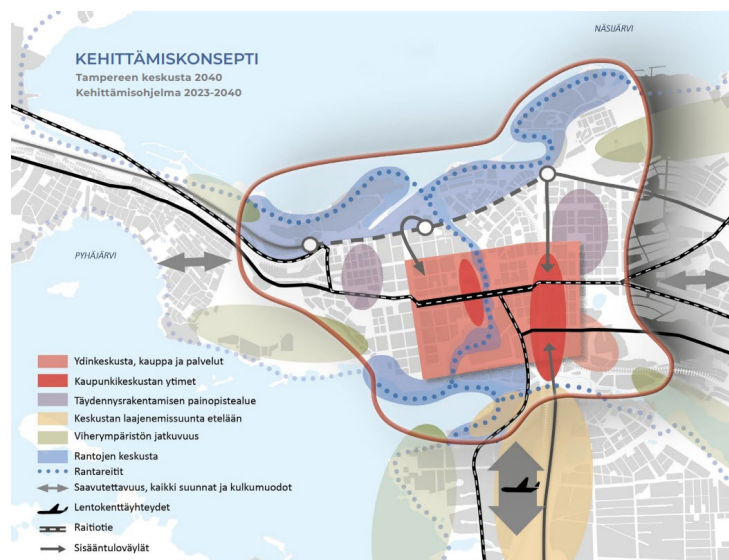 NÄSIJÄRVI
KEHITTÄMISKONSEPTI
Tampereen keskusta 2040
Kehittämisohjelma 2023-2040
PYHÄJÄRVI
Ydinkeskusta, kauppa ja palvelut
Kaupunkikeskustan ytimet
Täydennysrakentamisen painopistealue
Keskustan laajenemissuunta etelään
Viherympäristön jatkuvuus
Rantojen keskusta
Rantareitit
Saavutettavuus, kaikki suunnat ja kulkumuodot
Lentokenttäyhteydet
Raitiotie
Sisääntuloväylät